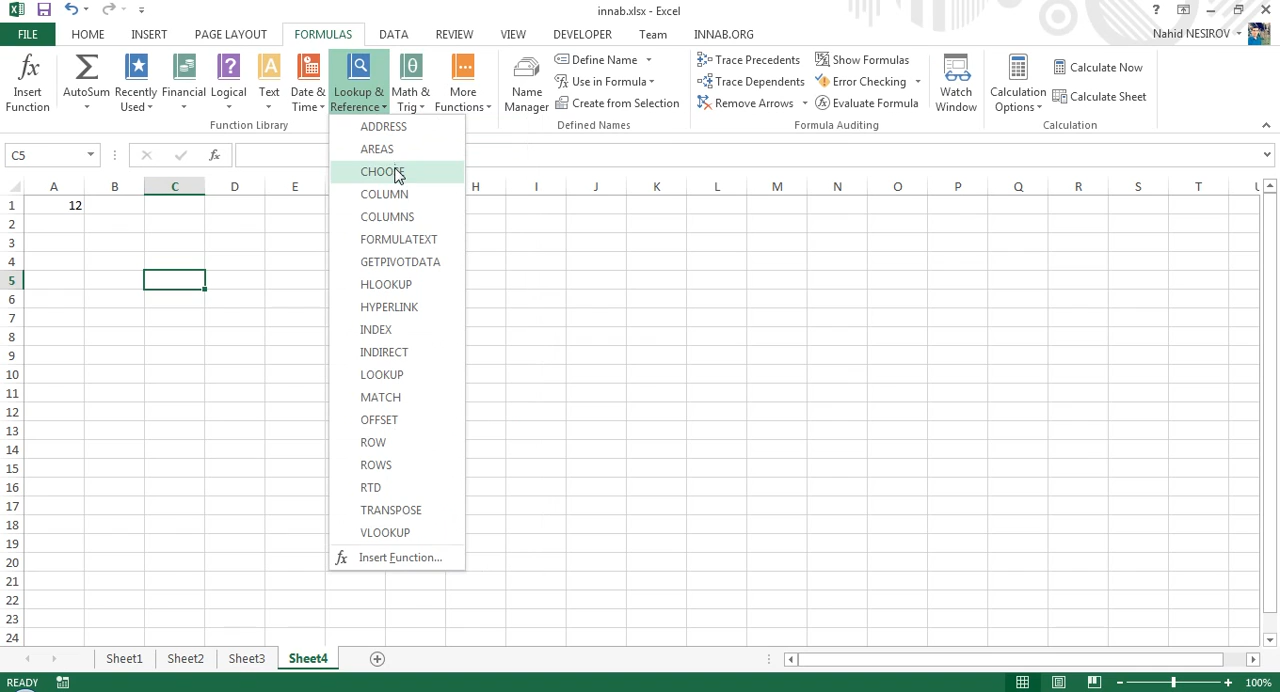 innab.xlsx - Excel
?
FILE HOME INSERT PAGE LAYOUT FORMULAS DATA REVIEW VIEW DEVELOPER Team INNAB.ORG Nahid NESIROV
Insert Function
AutoSum
Recently Used
Financial
Logical
Text
Date & Time
Lookup & Reference
Math & Trig
More Functions
Function Library
Name Manager
Define Name
Use in Formula
Create from Selection
Defined Names
Trace Precedents
Trace Dependents
Remove Arrows
Show Formulas
Error Checking
Evaluate Formula
Formula Auditing
Watch Window
Calculation Options
Calculate Now
Calculate Sheet
Calculation
C5
fx
ADDRESS
AREAS
CHOOSE
COLUMN
COLUMNS
FORMULATEXT
GETPIVOTDATA
HLOOKUP
HYPERLINK
INDEX
INDIRECT
LOOKUP
MATCH
OFFSET
ROW
ROWS
RTD
TRANSPOSE
VLOOKUP
fx Insert Function...
A B C D E H I J K L M N O P Q R S T
1 12
2
3
4
5
6
7
8
9
10
11
12
13
14
15
16
17
18
19
20
21
22
23
24
Sheet1 Sheet2 Sheet3 Sheet4
READY 100%